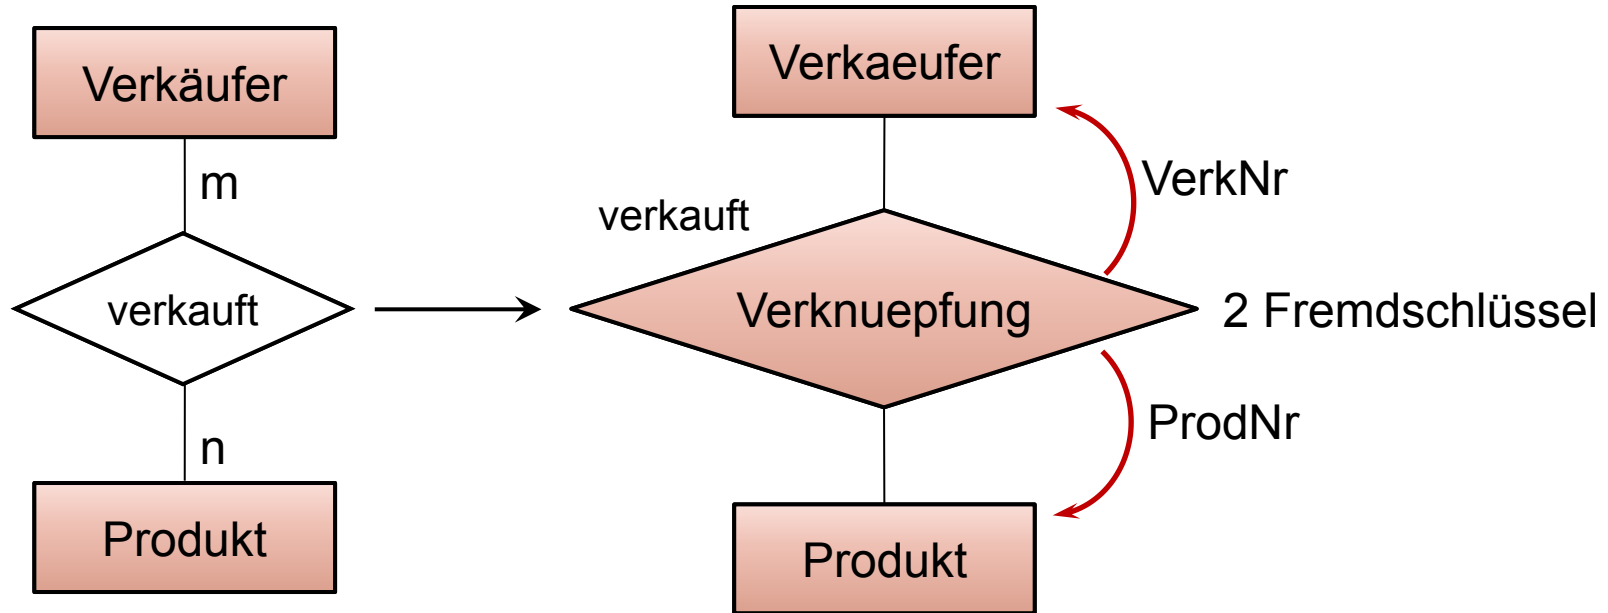 Verkäufer
m
verkauft
n
Produkt
Verkaeufer
VerkNr
verkauft
Verknuepfung
2 Fremdschlüssel
ProdNr
Produkt